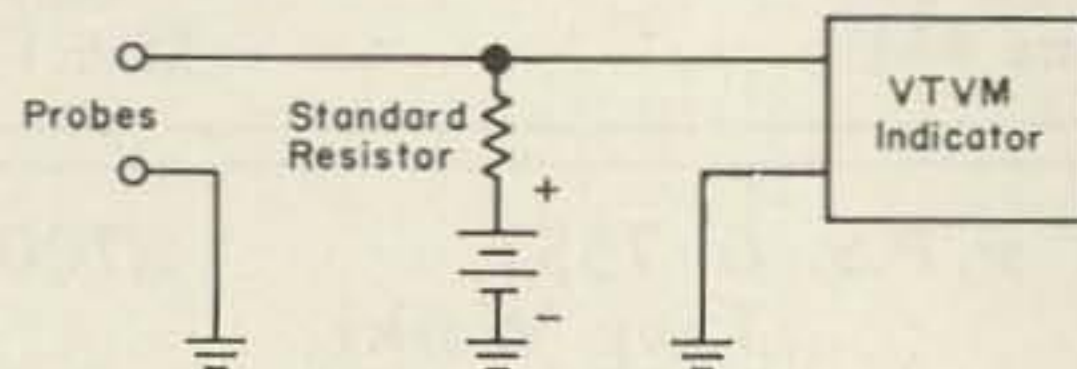 Probes
Standard
Resistor
+
−
VTVM
Indicator